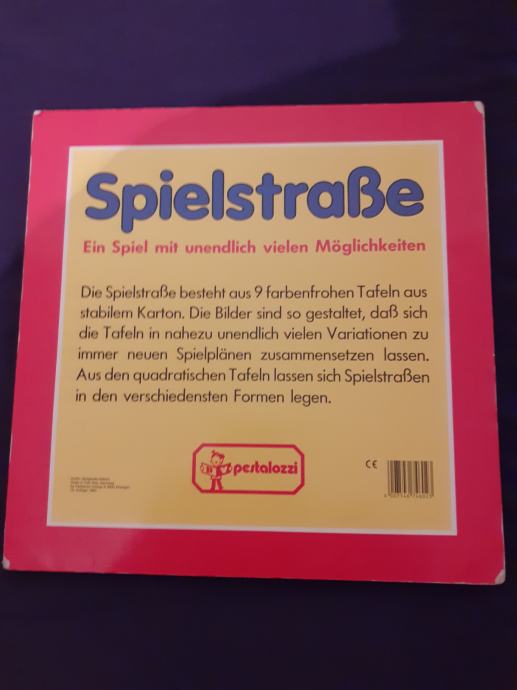 Spielstraße
Ein Spiel mit unendlich vielen Möglichkeiten
Die Spielstraße besteht aus 9 farbenfrohen Tafeln aus
stabilem Karton. Die Bilder sind so gestaltet, daß sich
die Tafeln in nahezu unendlich vielen Variationen zu
immer neuen Spielplänen zusammensetzen lassen.
Aus den quadratischen Tafeln lassen sich Spielstraßen
in den verschiedensten Formen legen.
pestalozzi
CE